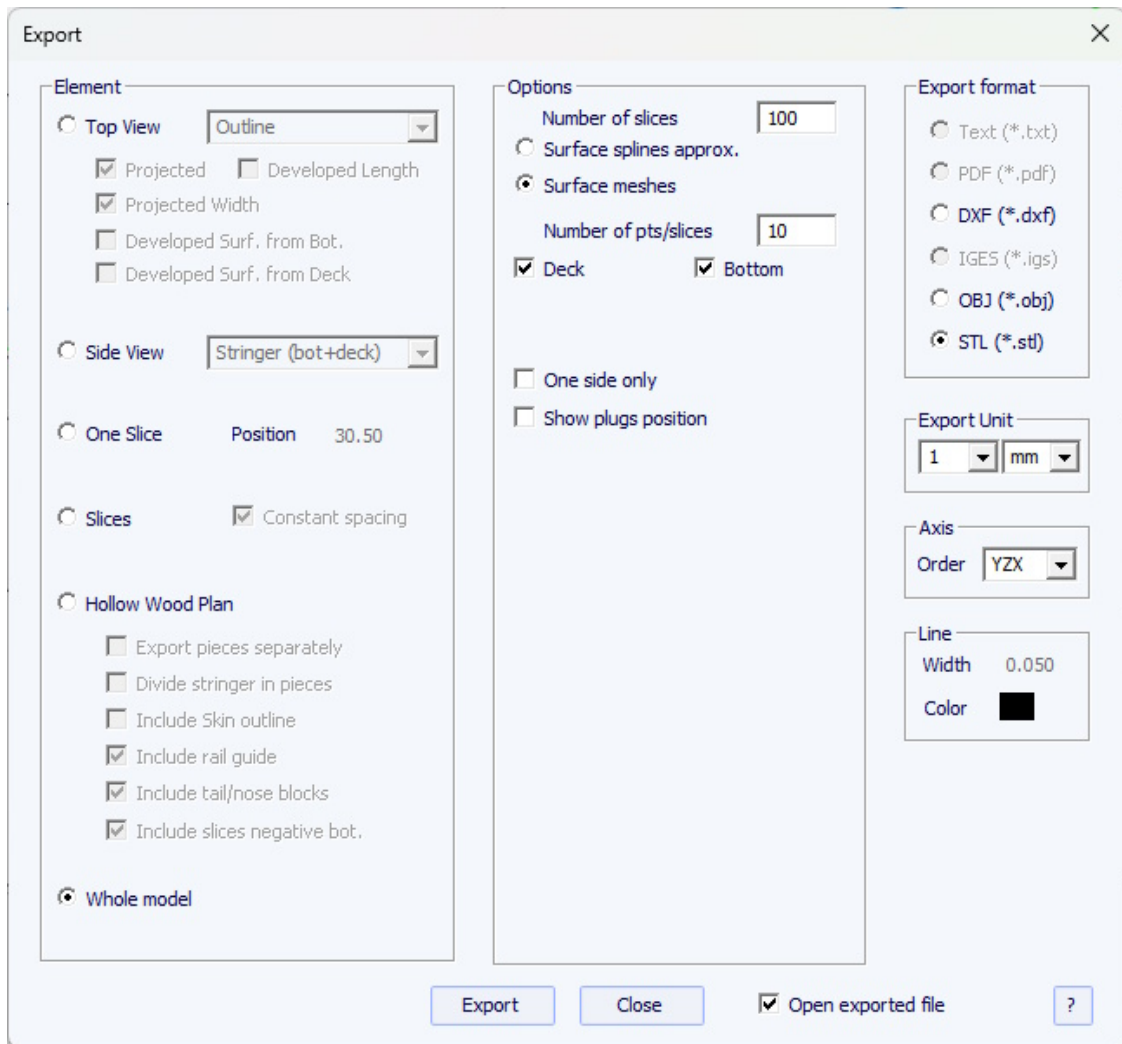 Export
Element
Top View Outline
Projected Developed Length
Projected Width
Developed Surf. from Bot.
Developed Surf. from Deck
Side View Stringer (bot+deck)
One Slice Position 30.50
Slices Constant spacing
Hollow Wood Plan
Export pieces separately
Divide stringer in pieces
Include Skin outline
Include rail guide
Include tail/nose blocks
Include slices negative bot.
Whole model
Options
Number of slices 100
Surface splines approx.
Surface meshes
Number of pts/slices 10
Deck Bottom
One side only
Show plugs position
Export format
Text (*.txt)
PDF (*.pdf)
DXF (*.dxf)
IGES (*.igs)
OBJ (*.obj)
STL (*.stl)
Export Unit
1 mm
Axis
Order YZX
Line
Width 0.050
Color
Export Close Open exported file ?